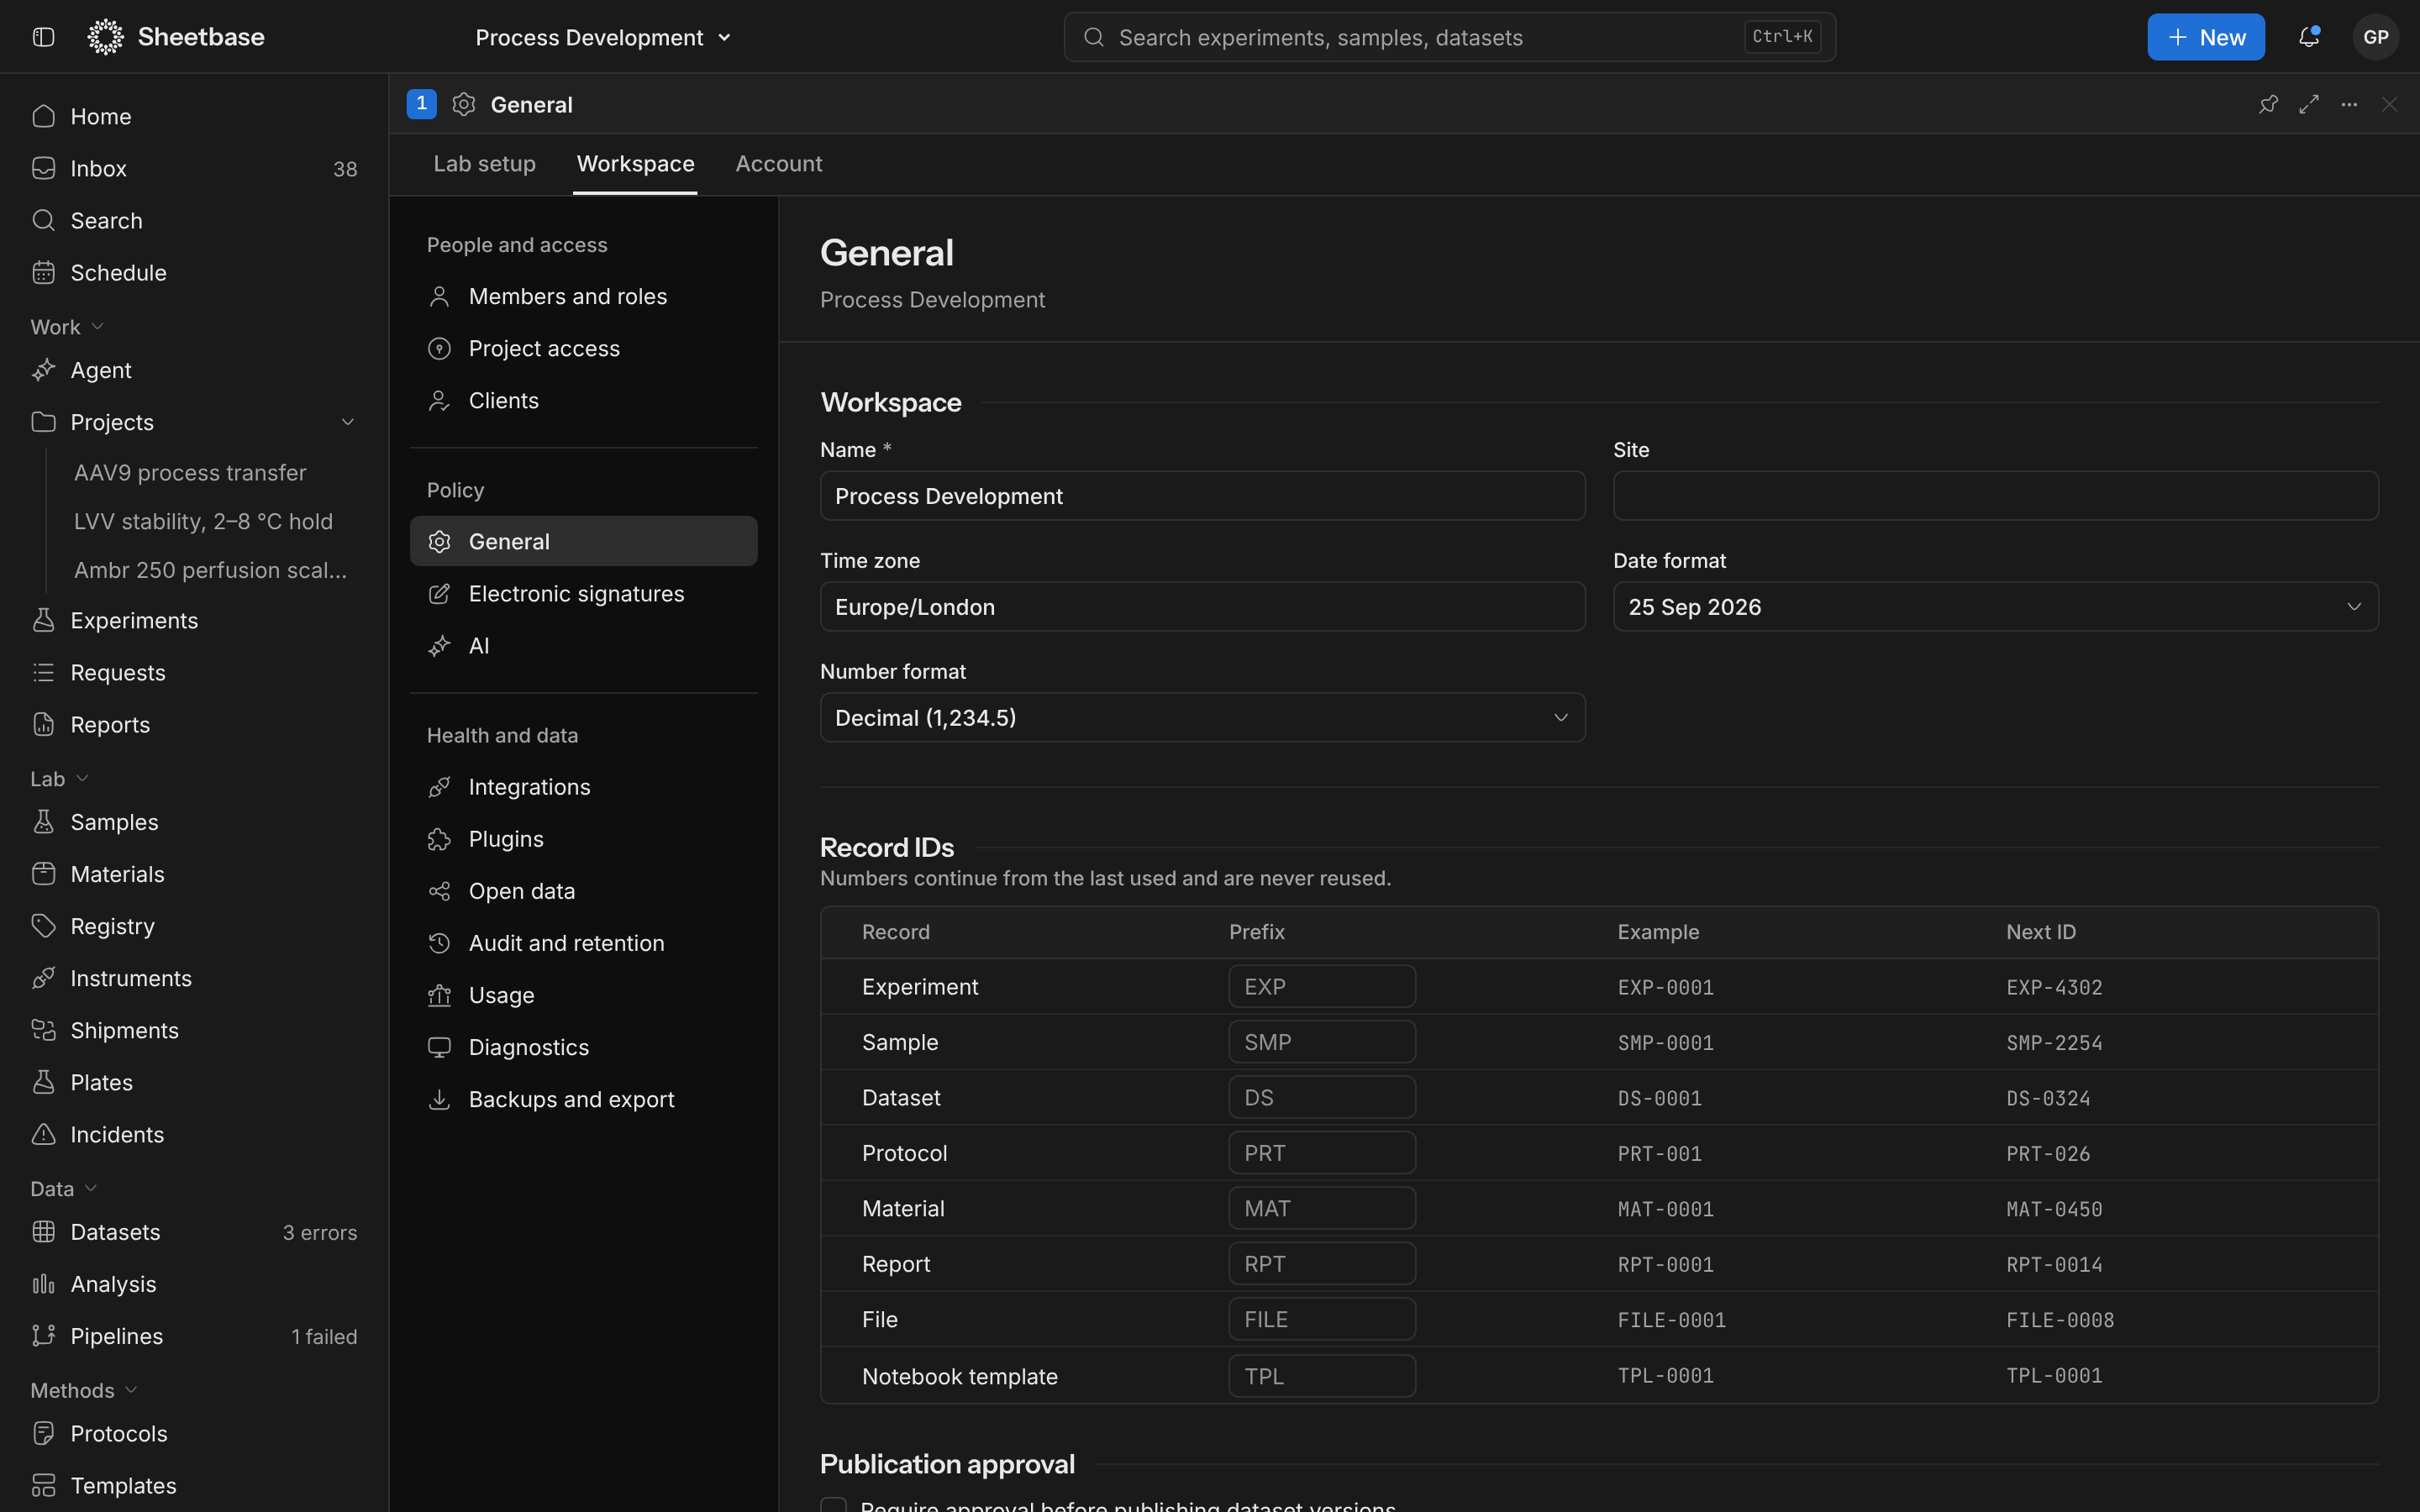 Sheetbase
Process Development
Search experiments, samples, datasets
Ctrl+K
New
GP
Home
Inbox 38
Search
Schedule
Work
Agent
Projects
AAV9 process transfer
LVV stability, 2–8 °C hold
Ambr 250 perfusion scal...
Experiments
Requests
Reports
Lab
Samples
Materials
Registry
Instruments
Shipments
Plates
Incidents
Data
Datasets 3 errors
Analysis
Pipelines 1 failed
Methods
Protocols
Templates
1 General
Lab setup Workspace Account
People and access
Members and roles
Project access
Clients
Policy
General
Electronic signatures
AI
Health and data
Integrations
Plugins
Open data
Audit and retention
Usage
Diagnostics
Backups and export
General
Process Development
Workspace
Name * Site
Process Development
Time zone Date format
Europe/London 25 Sep 2026
Number format
Decimal (1,234.5)
Record IDs
Numbers continue from the last used and are never reused.
Record Prefix Example Next ID
Experiment EXP EXP-0001 EXP-4302
Sample SMP SMP-0001 SMP-2254
Dataset DS DS-0001 DS-0324
Protocol PRT PRT-001 PRT-026
Material MAT MAT-0001 MAT-0450
Report RPT RPT-0001 RPT-0014
File FILE FILE-0001 FILE-0008
Notebook template TPL TPL-0001 TPL-0001
Publication approval
Require approval before publishing dataset versions